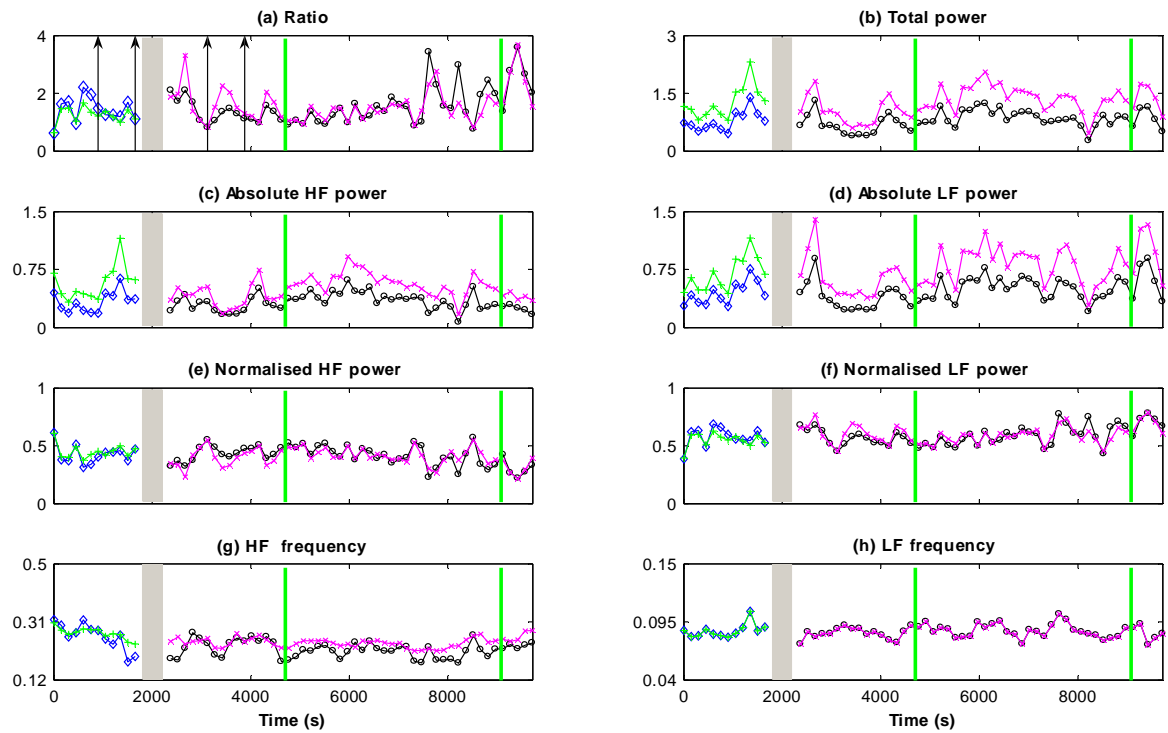 (a) Ratio
4
2
1
0
(b) Total power
3
1.5
1
0
(c) Absolute HF power
1.5
0.75
0
(d) Absolute LF power
1.5
0.75
0
(e) Normalised HF power
1
0.5
0
(f) Normalised LF power
1
0.5
0
(g) HF frequency
0.5
0.31
0.12
0 2000 4000 6000 8000
Time (s)
(h) LF frequency
0.15
0.095
0.04
0 2000 4000 6000 8000
Time (s)